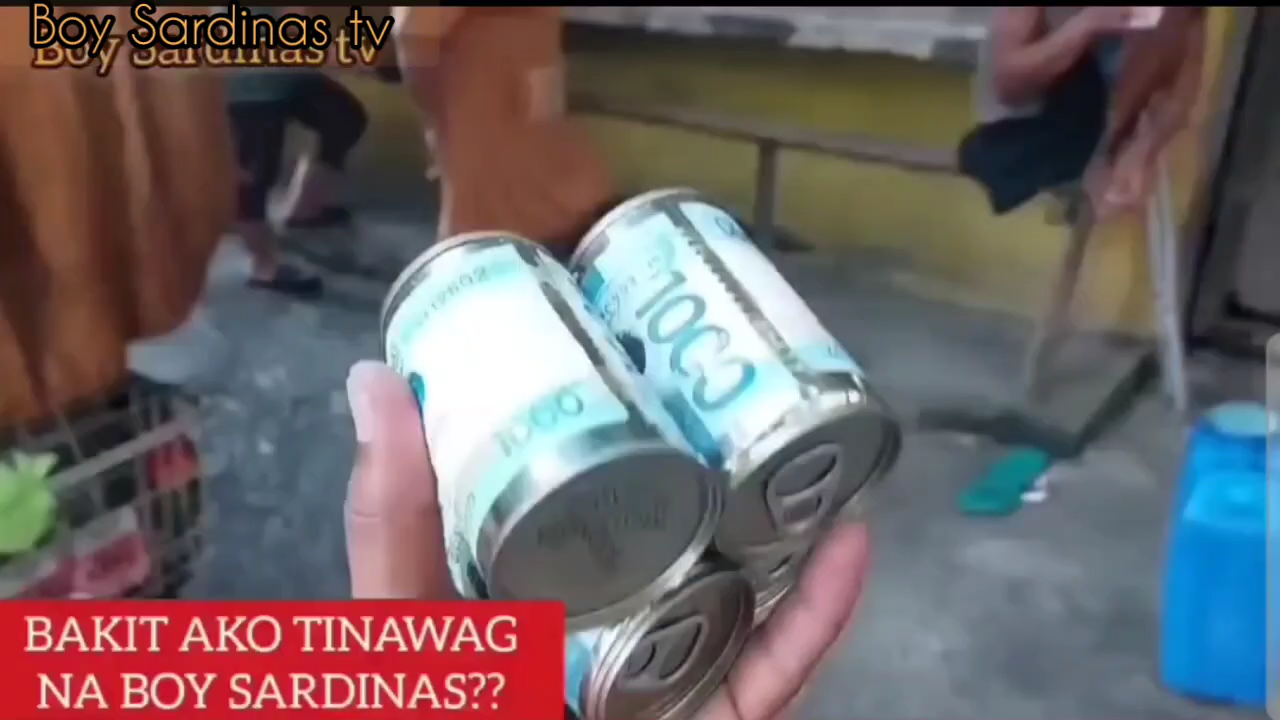 Boy Sardinas tv
Boy Sardinas tv
1000
1000
BAKIT AKO TINAWAG
NA BOY SARDINAS??